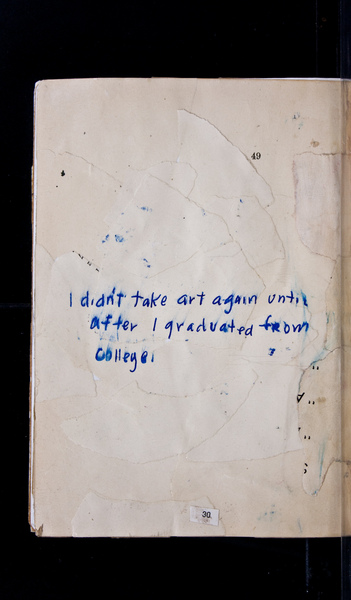 49
I didn't take art again until
after I graduated from
college.
30